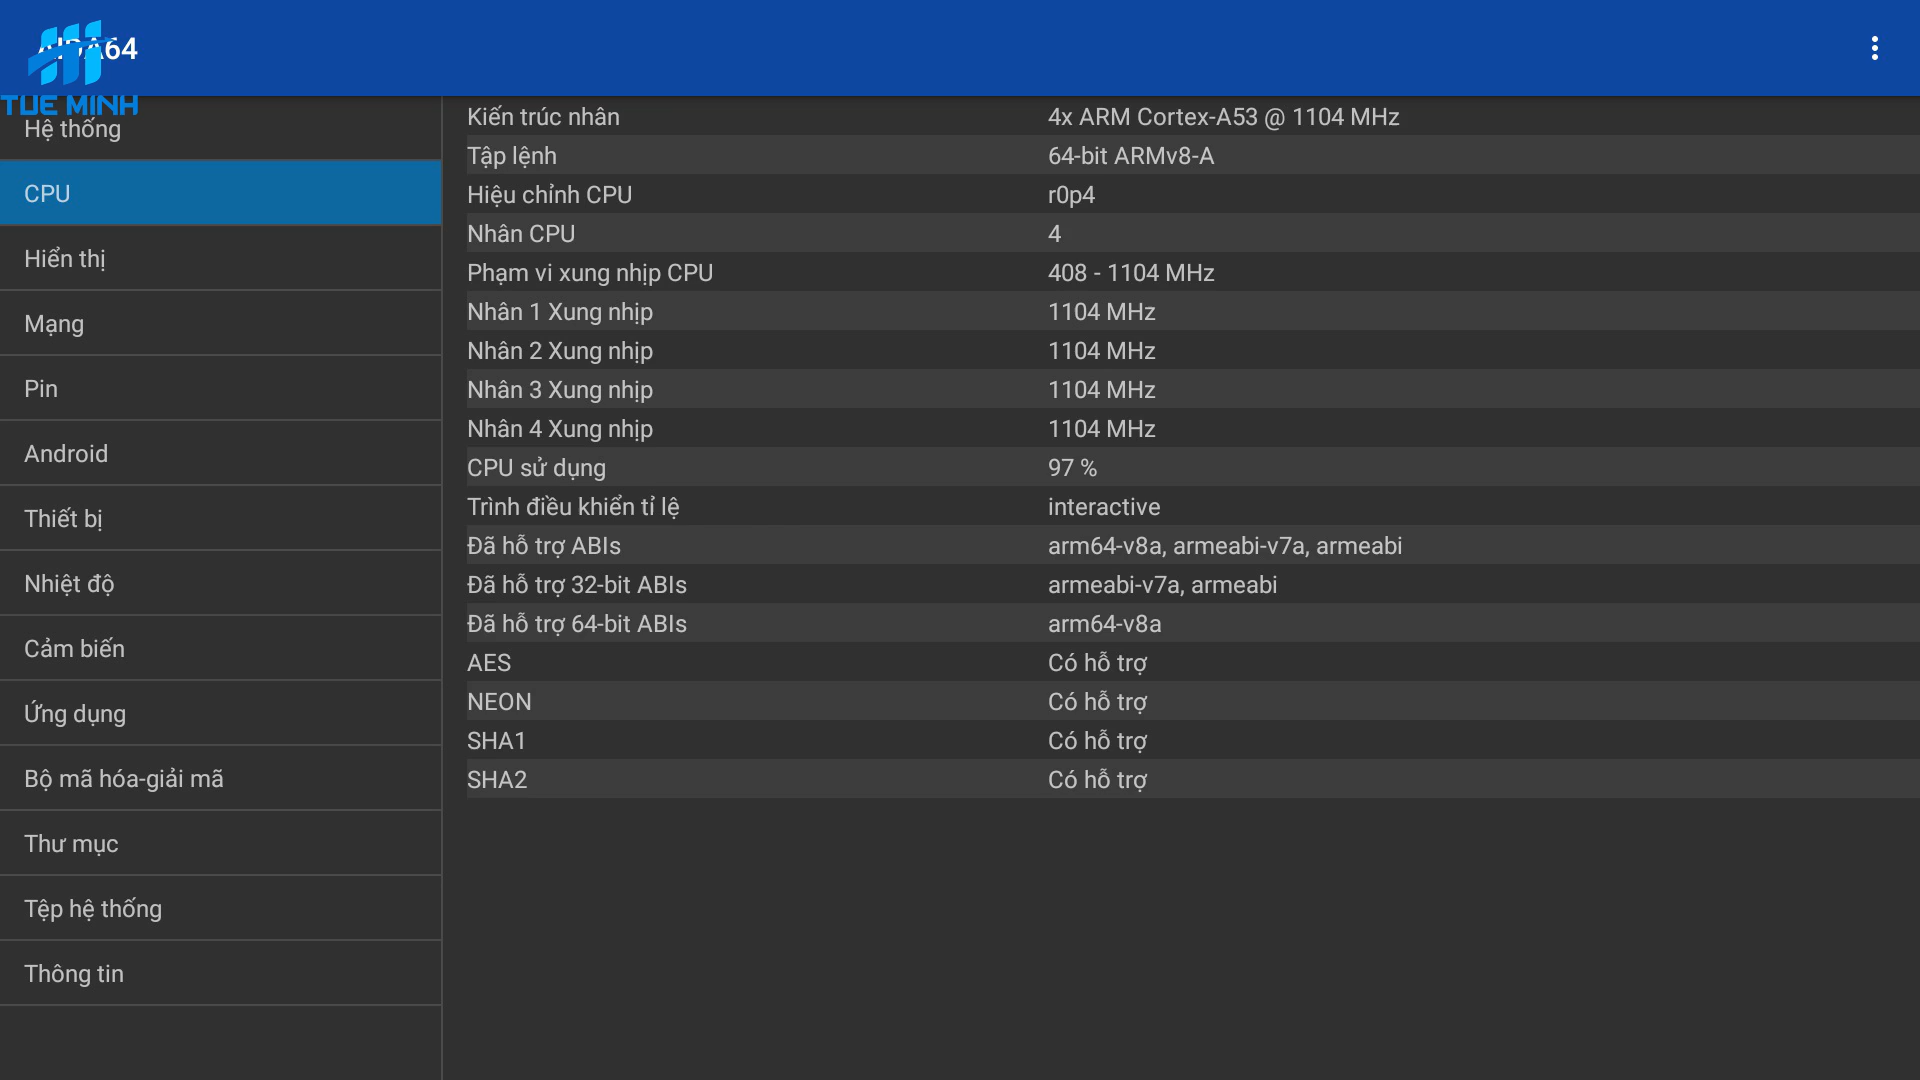 AIDA64
TUE MINH
Hệ thống
CPU
Hiển thị
Mạng
Pin
Android
Thiết bị
Nhiệt độ
Cảm biến
Ứng dụng
Bộ mã hóa-giải mã
Thư mục
Tệp hệ thống
Thông tin
Kiến trúc nhân 4x ARM Cortex-A53 @ 1104 MHz
Tập lệnh 64-bit ARMv8-A
Hiệu chỉnh CPU r0p4
Nhân CPU 4
Phạm vi xung nhịp CPU 408 - 1104 MHz
Nhân 1 Xung nhịp 1104 MHz
Nhân 2 Xung nhịp 1104 MHz
Nhân 3 Xung nhịp 1104 MHz
Nhân 4 Xung nhịp 1104 MHz
CPU sử dụng 97 %
Trình điều khiển tỉ lệ interactive
Đã hỗ trợ ABIs arm64-v8a, armeabi-v7a, armeabi
Đã hỗ trợ 32-bit ABIs armeabi-v7a, armeabi
Đã hỗ trợ 64-bit ABIs arm64-v8a
AES Có hỗ trợ
NEON Có hỗ trợ
SHA1 Có hỗ trợ
SHA2 Có hỗ trợ